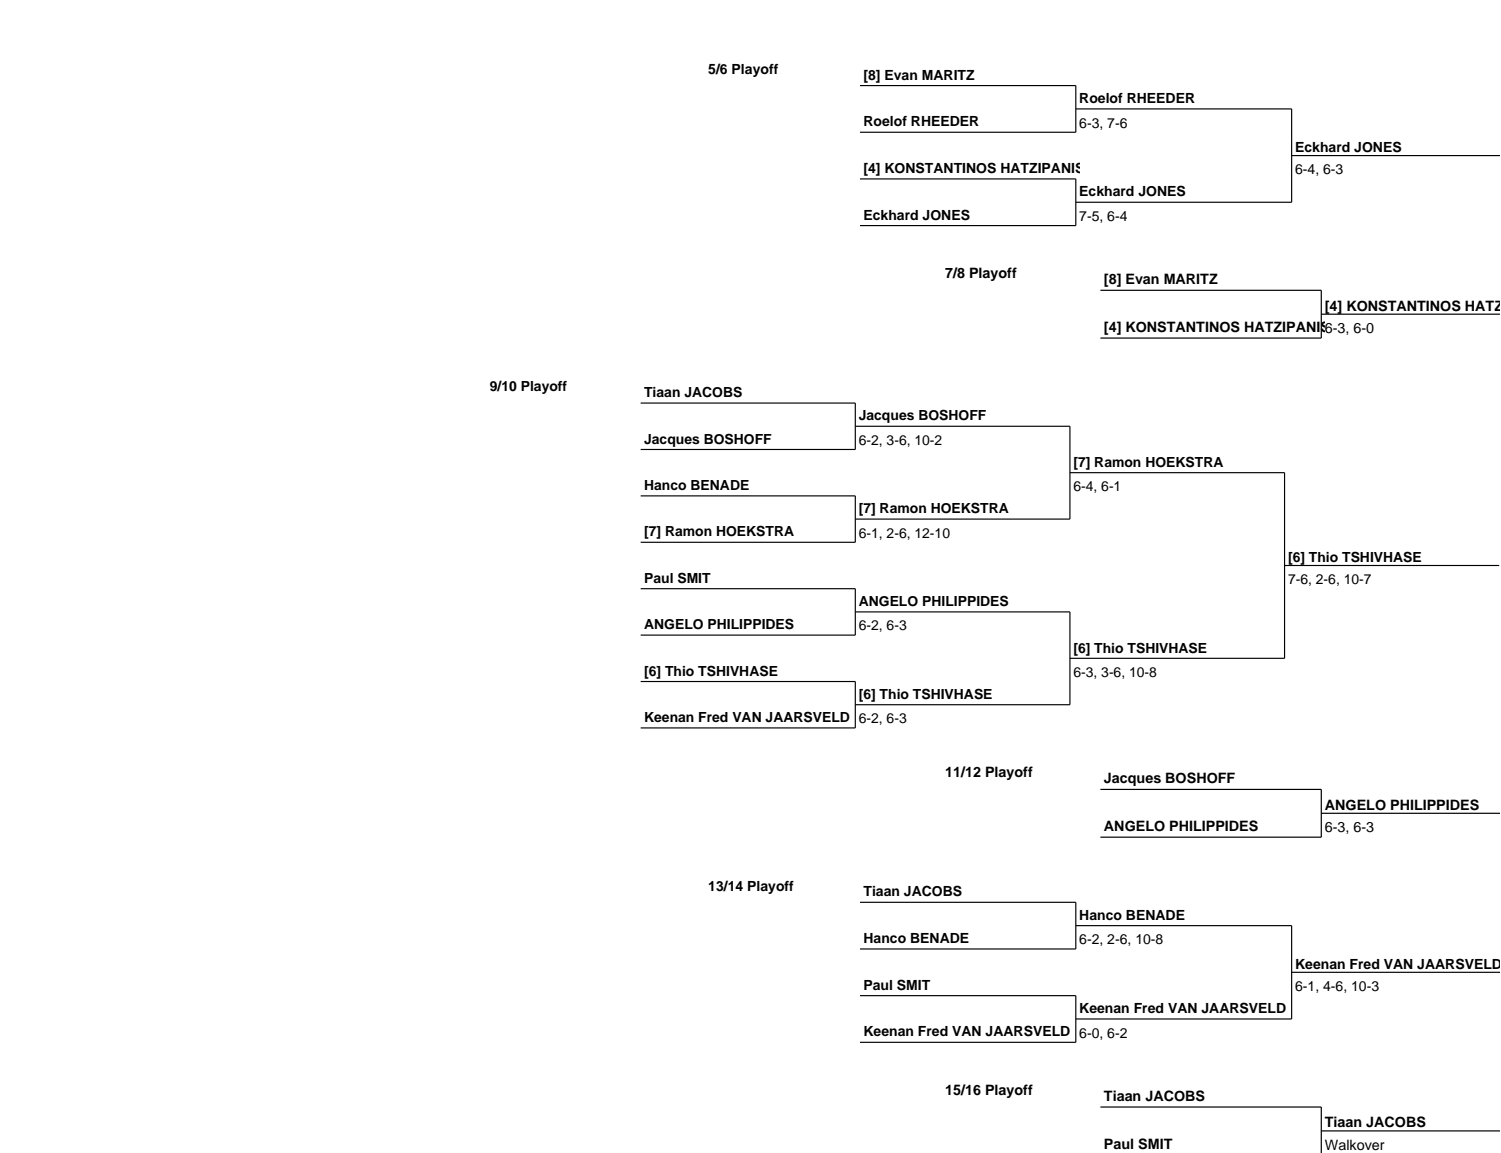 5/6 Playoff
[8] Evan MARITZ
Roelof RHEEDER
Roelof RHEEDER
6-3, 7-6
Eckhard JONES
6-4, 6-3
[4] KONSTANTINOS HATZIPANIS
Eckhard JONES
Eckhard JONES
7-5, 6-4
7/8 Playoff
[8] Evan MARITZ
[4] KONSTANTINOS HATZ
[4] KONSTANTINOS HATZIPANIS
6-3, 6-0
9/10 Playoff
Tiaan JACOBS
Jacques BOSHOFF
Jacques BOSHOFF
6-2, 3-6, 10-2
[7] Ramon HOEKSTRA
6-4, 6-1
Hanco BENADE
[7] Ramon HOEKSTRA
[7] Ramon HOEKSTRA
6-1, 2-6, 12-10
[6] Thio TSHIVHASE
7-6, 2-6, 10-7
Paul SMIT
ANGELO PHILIPPIDES
ANGELO PHILIPPIDES
6-2, 6-3
[6] Thio TSHIVHASE
6-3, 3-6, 10-8
[6] Thio TSHIVHASE
[6] Thio TSHIVHASE
Keenan Fred VAN JAARSVELD
6-2, 6-3
11/12 Playoff
Jacques BOSHOFF
ANGELO PHILIPPIDES
ANGELO PHILIPPIDES
6-3, 6-3
13/14 Playoff
Tiaan JACOBS
Hanco BENADE
Hanco BENADE
6-2, 2-6, 10-8
Keenan Fred VAN JAARSVELD
6-1, 4-6, 10-3
Paul SMIT
Keenan Fred VAN JAARSVELD
Keenan Fred VAN JAARSVELD
6-0, 6-2
15/16 Playoff
Tiaan JACOBS
Tiaan JACOBS
Paul SMIT
Walkover